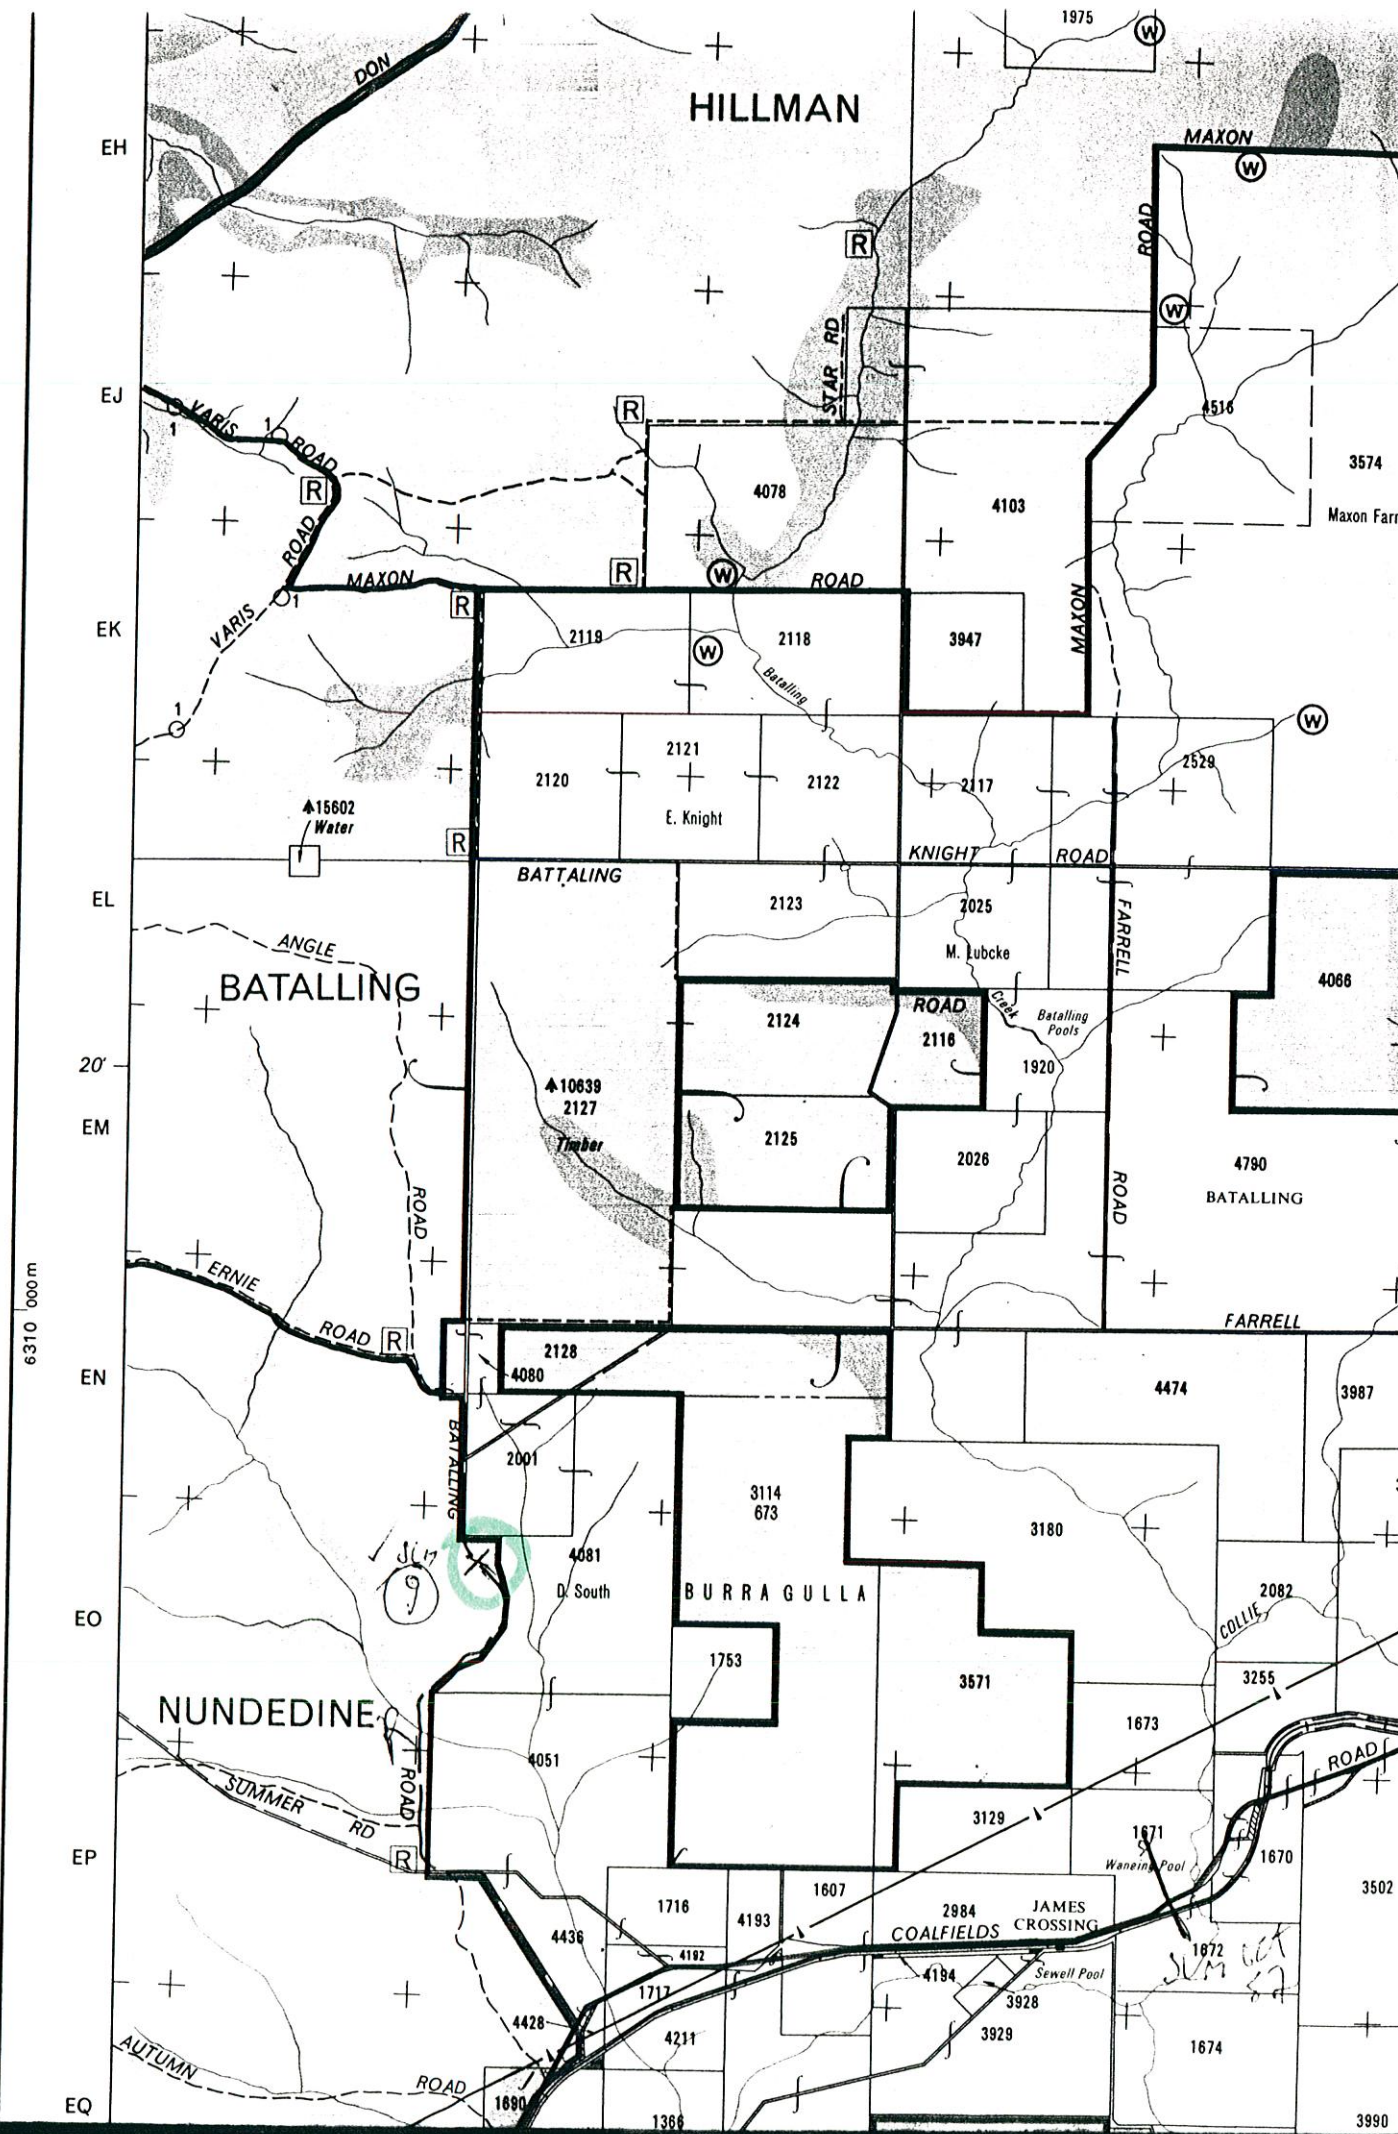 1975
W
DON
HILLMAN
EH
MAXON
W
ROAD
R
W
STAR RD
EJ
VARIS
1
1
ROAD
R
4516
3574
R
4078
4103
Maxon Farm
ROAD
R
W
MAXON
ROAD
1
R
MAXON
EK
VARIS
2119
2118
3947
W
Batalling
1
W
2121
2120
2122
2117
2529
15602
Water
E. Knight
R
KNIGHT
ROAD
BATTALING
EL
2123
2025
FARRELL
ANGLE
M. Lubcke
BATALLING
4066
ROAD
Creek
2124
Batalling
Pools
2116
20'
1920
10639
2127
EM
2125
Timber
2026
4790
BATALLING
ROAD
ROAD
ERNIE
6310 000 m
ROAD
R
FARRELL
2128
4080
EN
4474
3987
BATALLING
2001
3114
673
3180
4081
9
D. South
BURRAGULLA
2082
EO
COLLIE
1753
3571
3255
NUNDEDINE
1673
4051
ROAD
ROAD
SUMMER
RD
3129
1671
R
EP
Waneing Pool
1670
1607
3502
1716
4193
2984
JAMES
CROSSING
4436
COALFIELDS
4192
1672
4194
Sewell Pool
1717
3928
4428
4211
3929
1674
AUTUMN
ROAD
1690
EQ
1366
3990